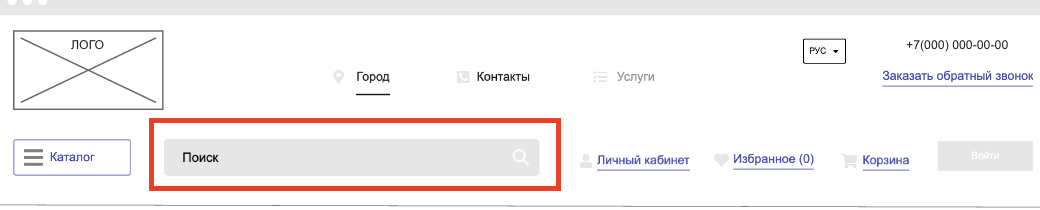 ЛОГО
РУС
+7(000) 000-00-00
Город
Контакты
Услуги
Заказать обратный звонок
Каталог
Поиск
Личный кабинет
Избранное (0)
Корзина
Войти